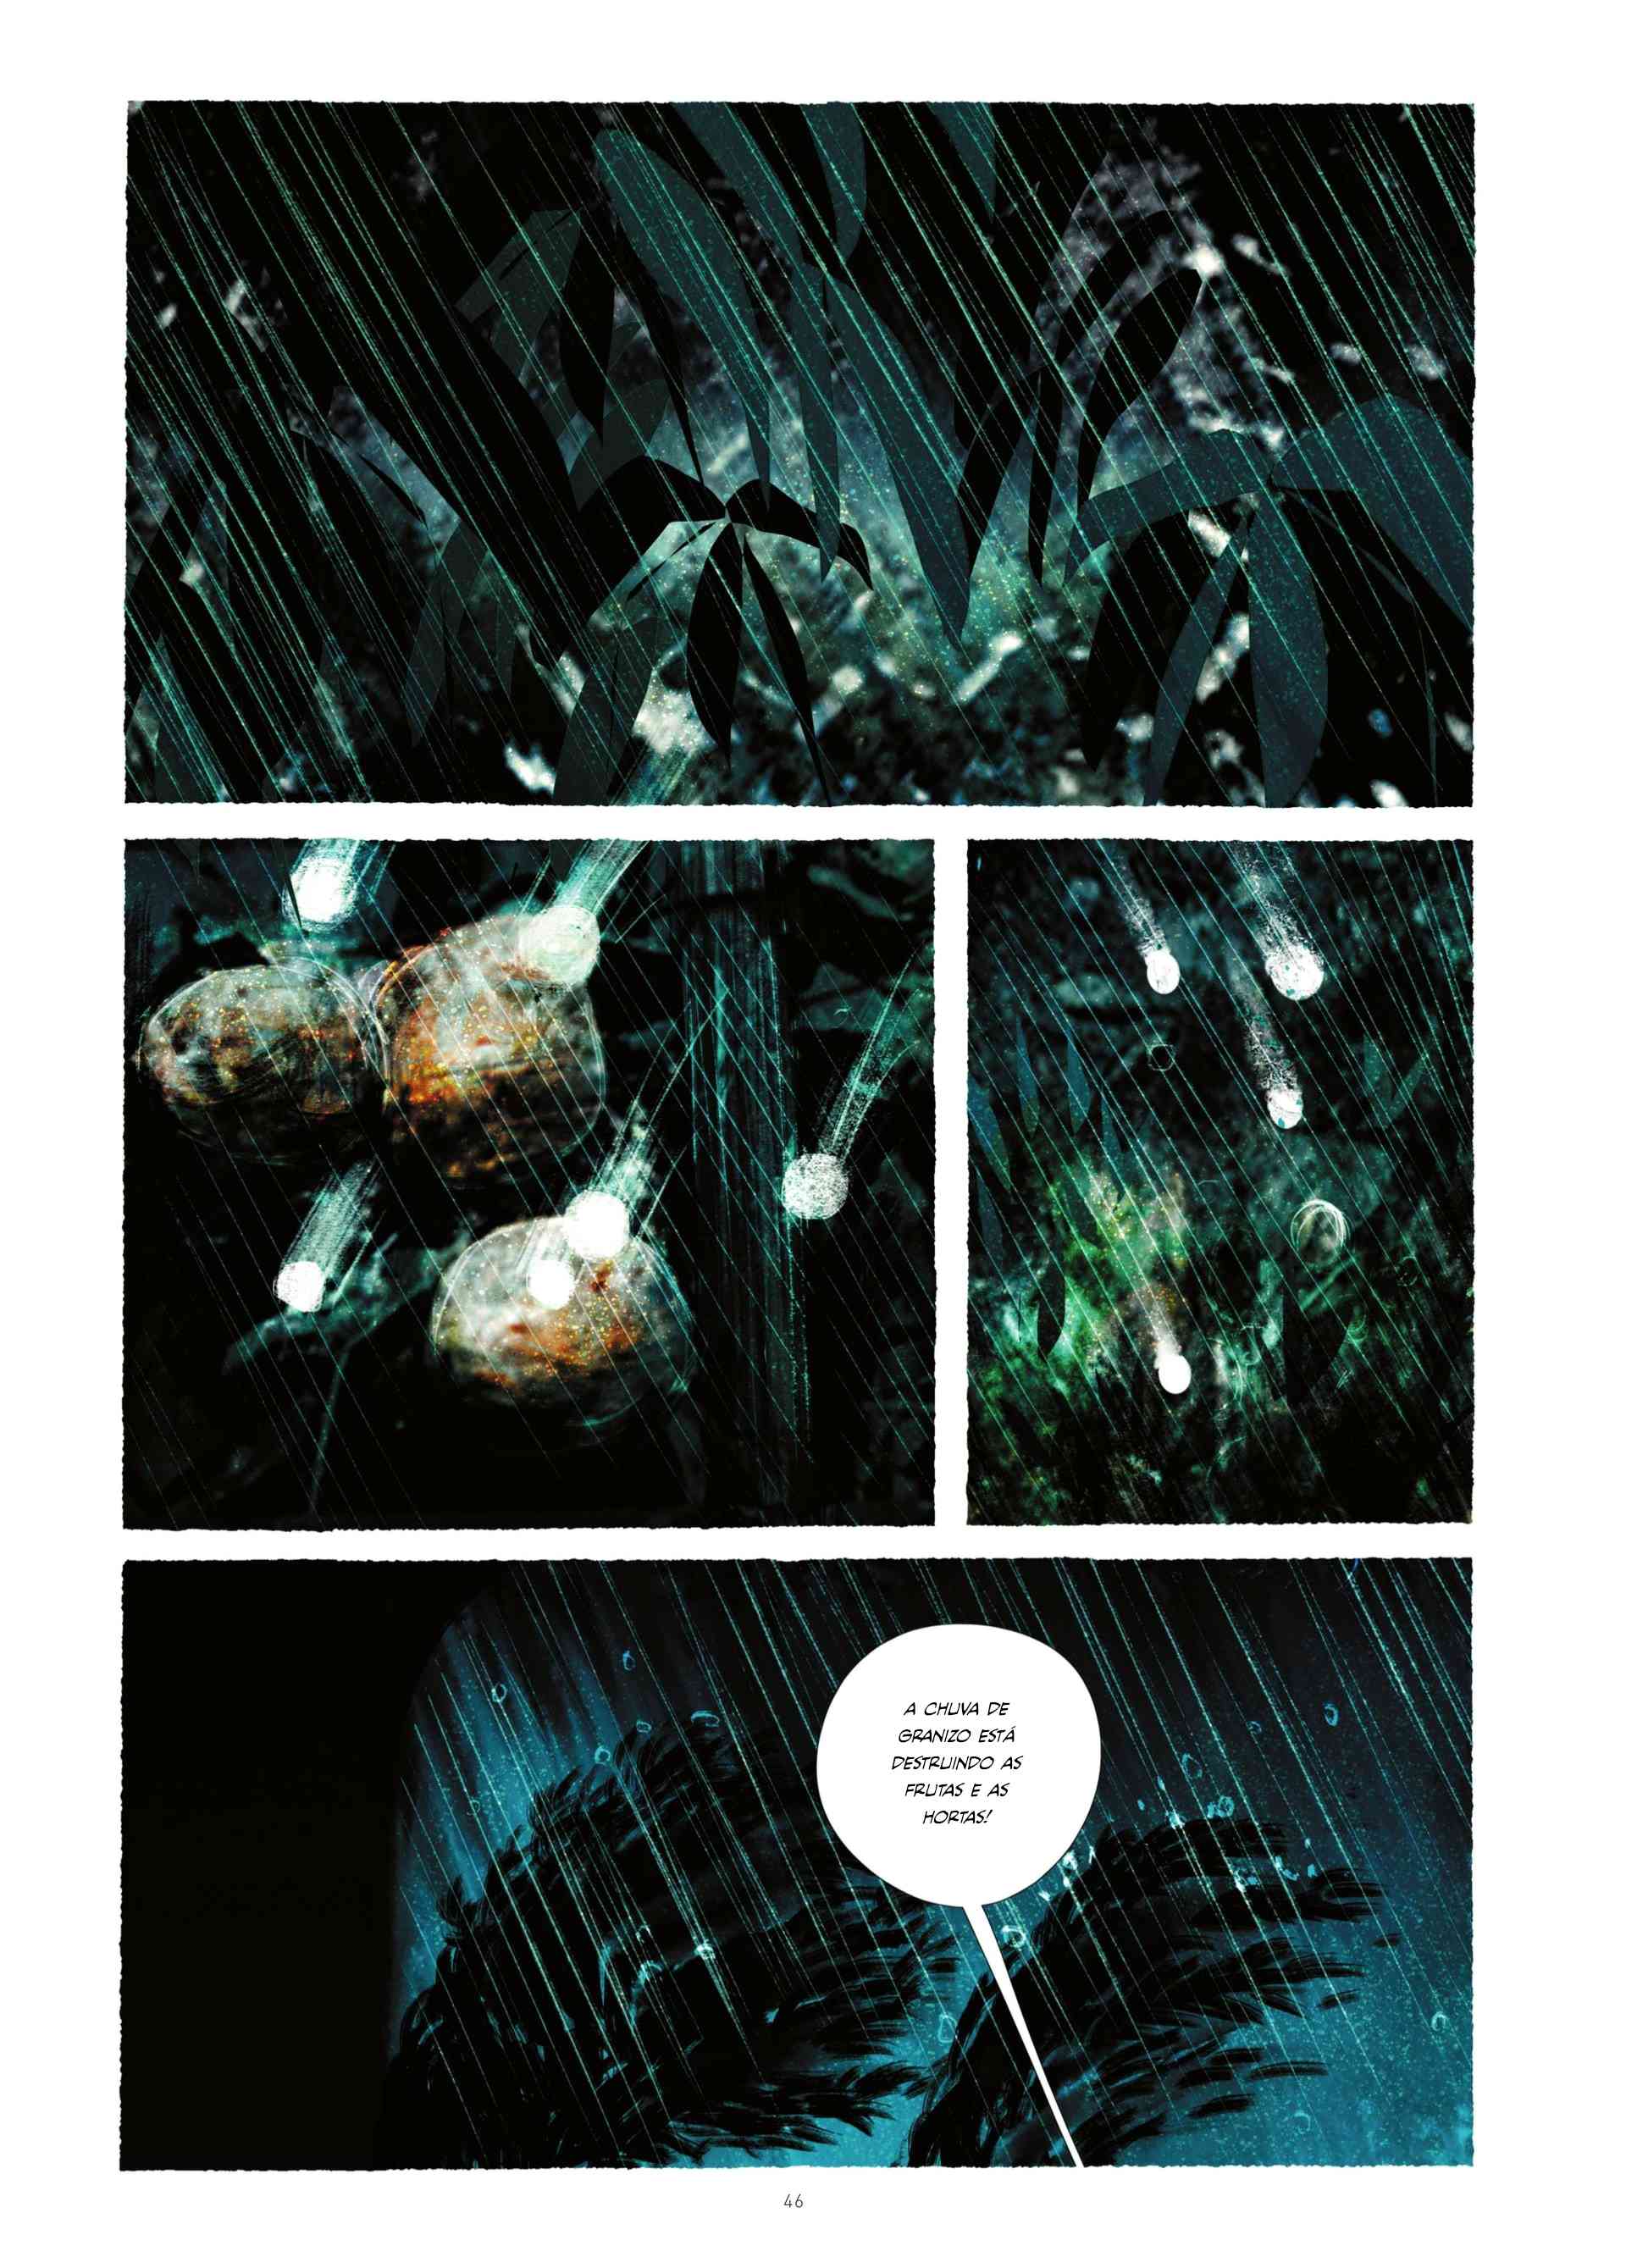 A CHUVA DE
GRANIZO ESTÁ
DESTRUINDO AS
FRUTAS E AS
HORTAS!
46